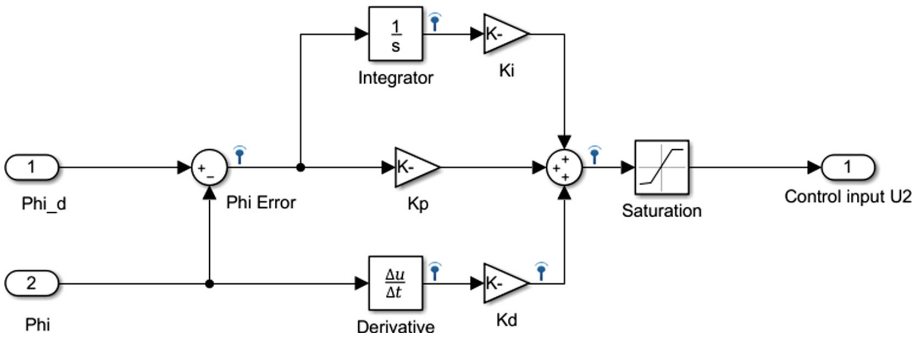 1
s
Integrator
K-
Ki
1
Phi_d
+
−
Phi Error
K-
Kp
+
+
+
Saturation
1
Control input U2
2
Phi
Δu
Δt
Derivative
K-
Kd